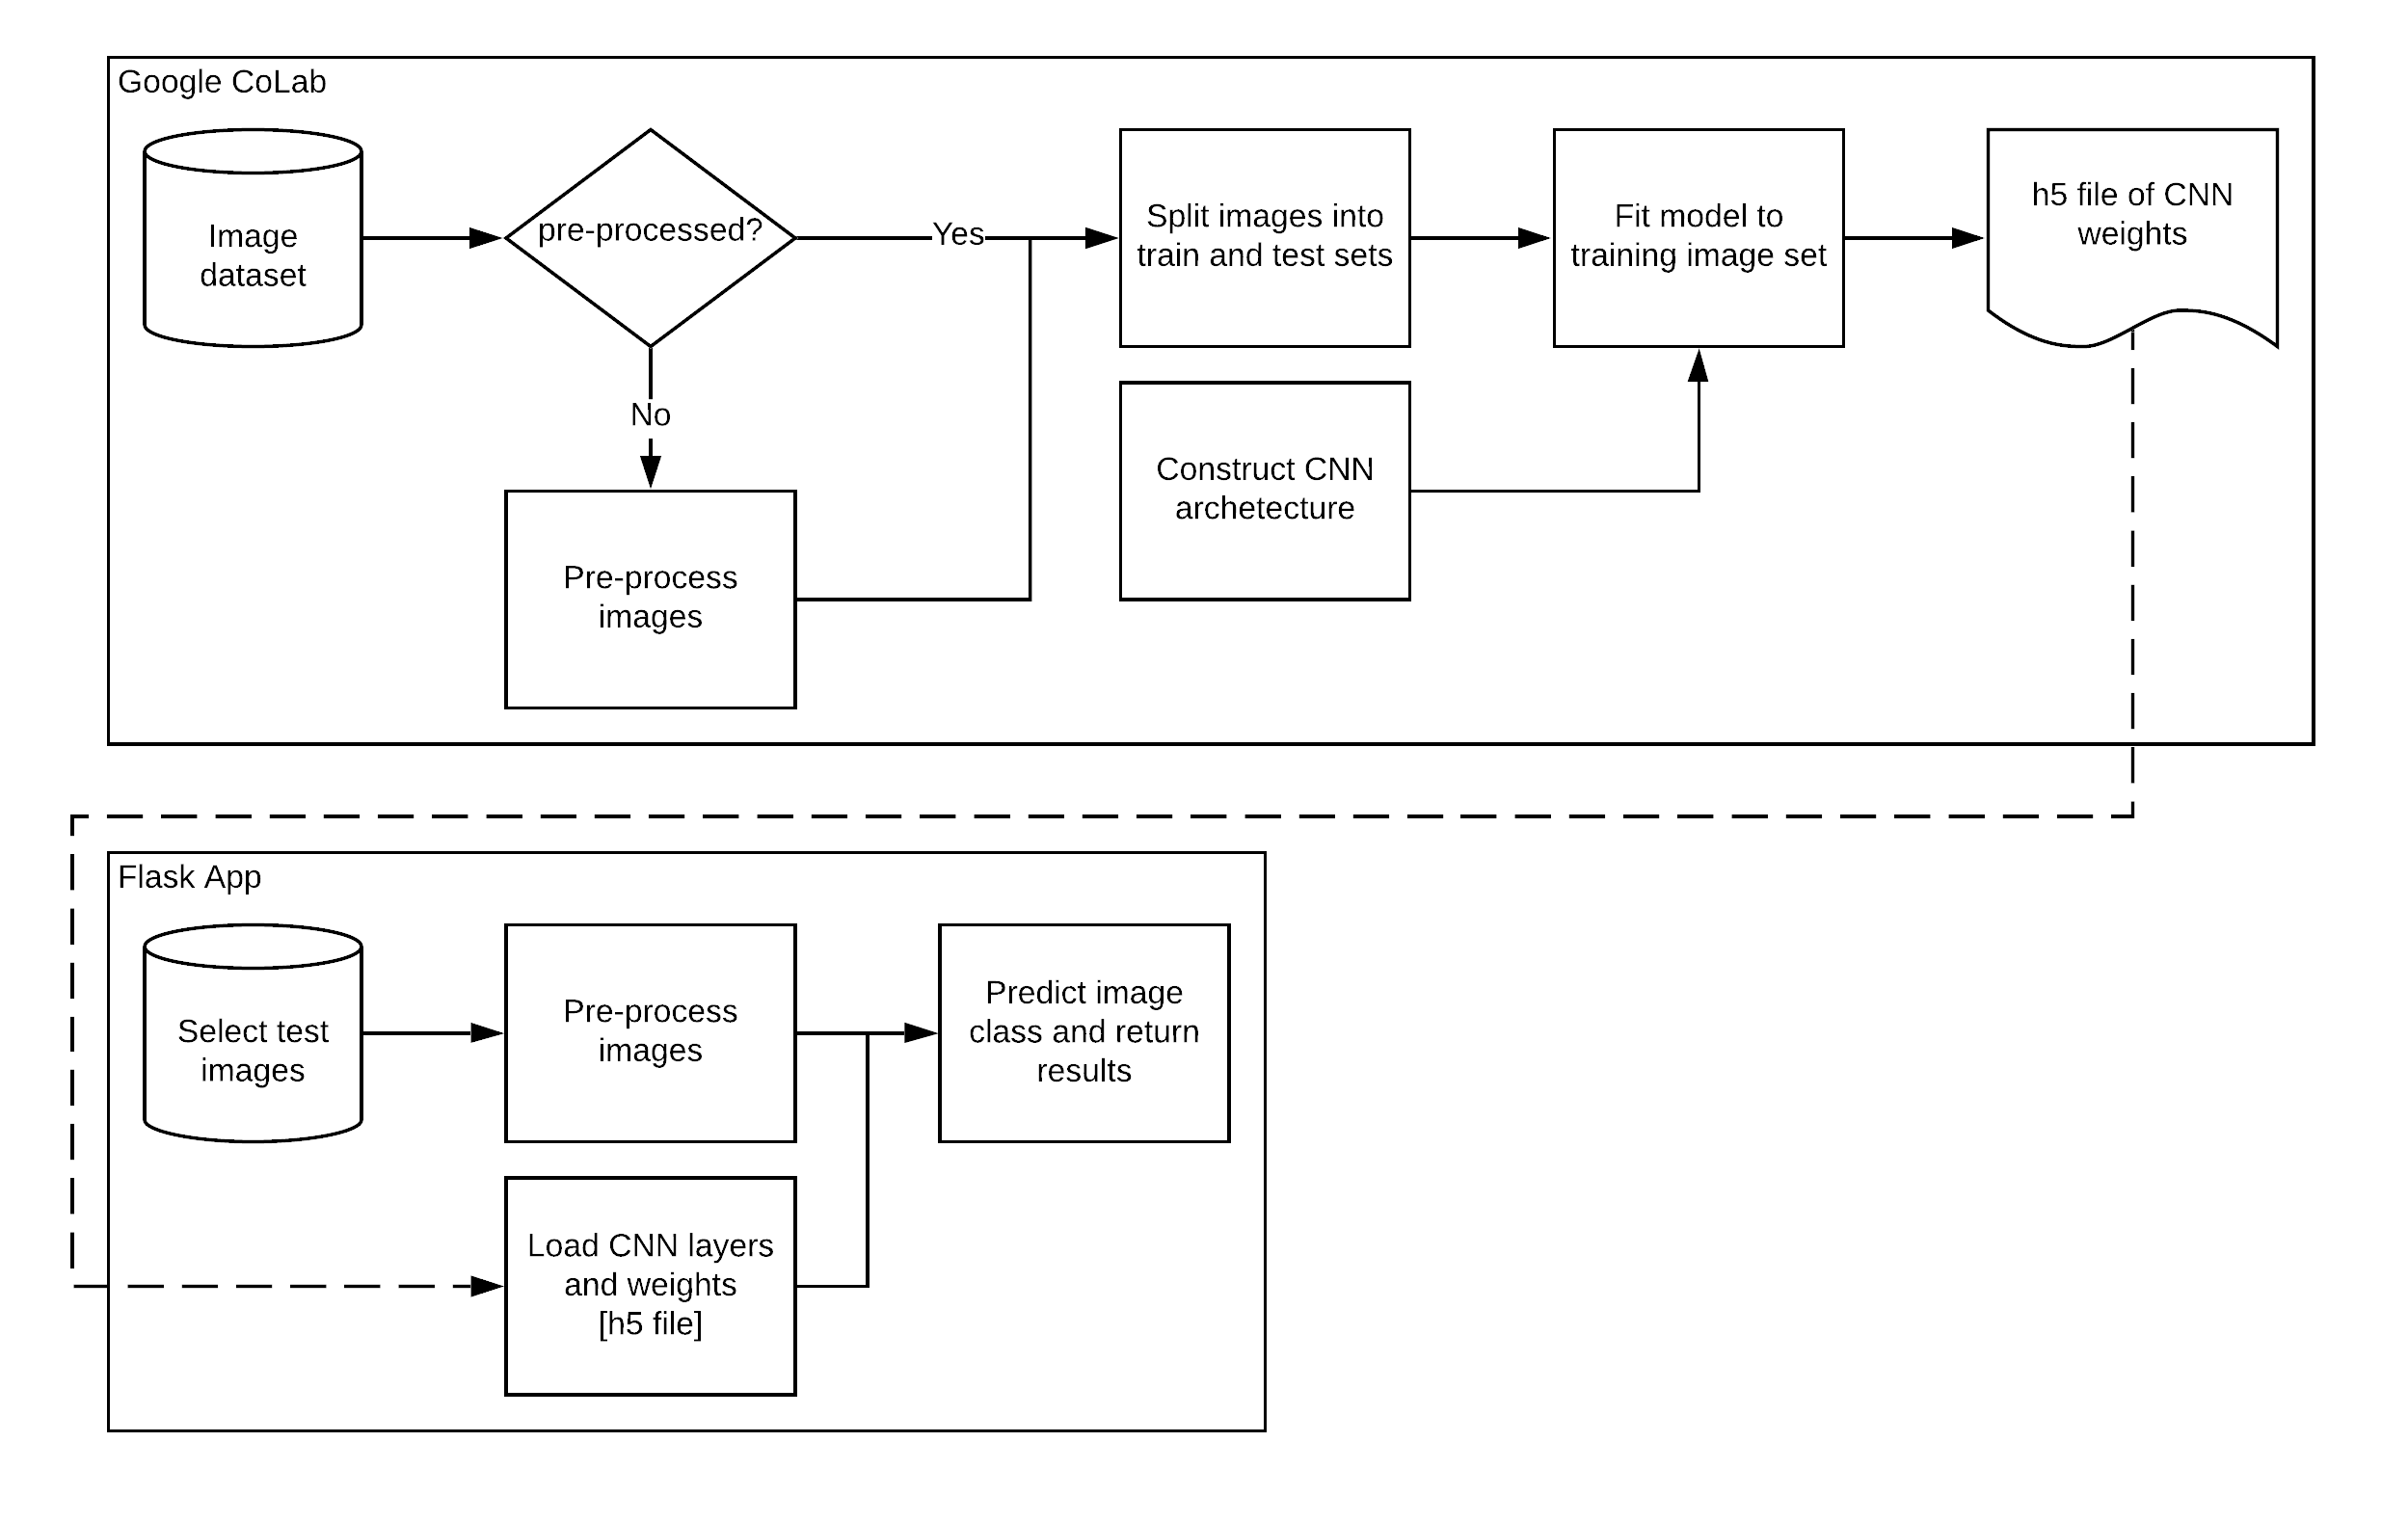 Google CoLab
Image
dataset
pre-processed?
Yes
No
Pre-process
images
Split images into
train and test sets
Construct CNN
archetecture
Fit model to
training image set
h5 file of CNN
weights
Flask App
Select test
images
Pre-process
images
Load CNN layers
and weights
[h5 file]
Predict image
class and return
results